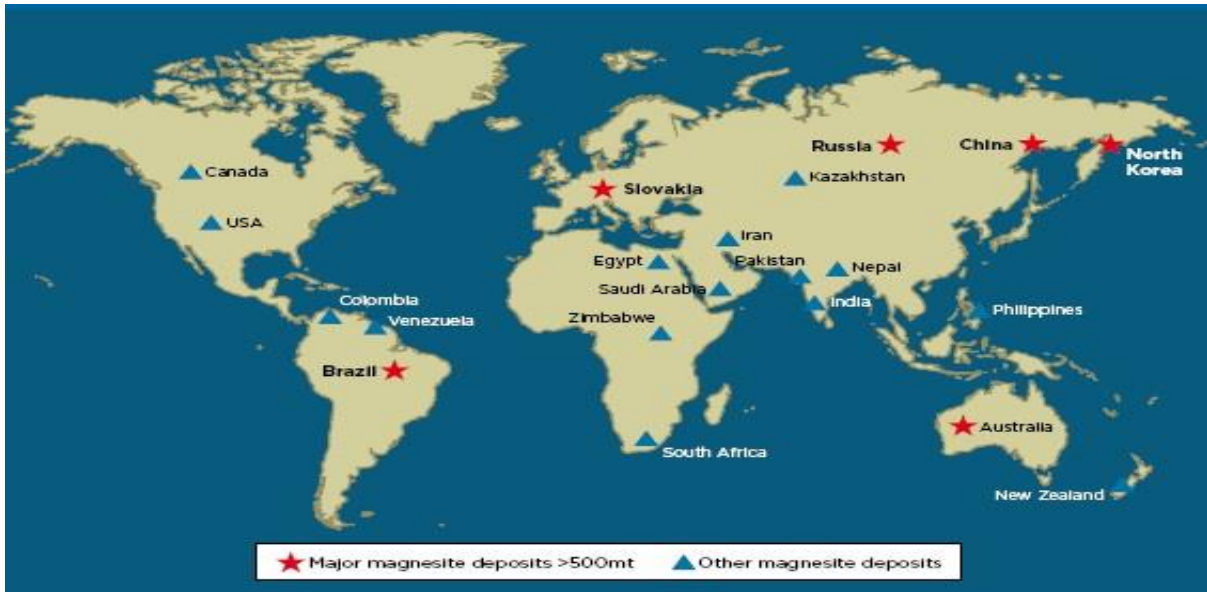 Russia
China
North
Korea
Canada
Kazakhstan
Slovakia
USA
Iran
Egypt
Pakistan
Nepal
Saudi Arabia
India
Colombia
Philippines
Zimbabwe
Venezuela
Brazil
Australia
South Africa
New Zealand
Major magnesite deposits >500mt
Other magnesite deposits